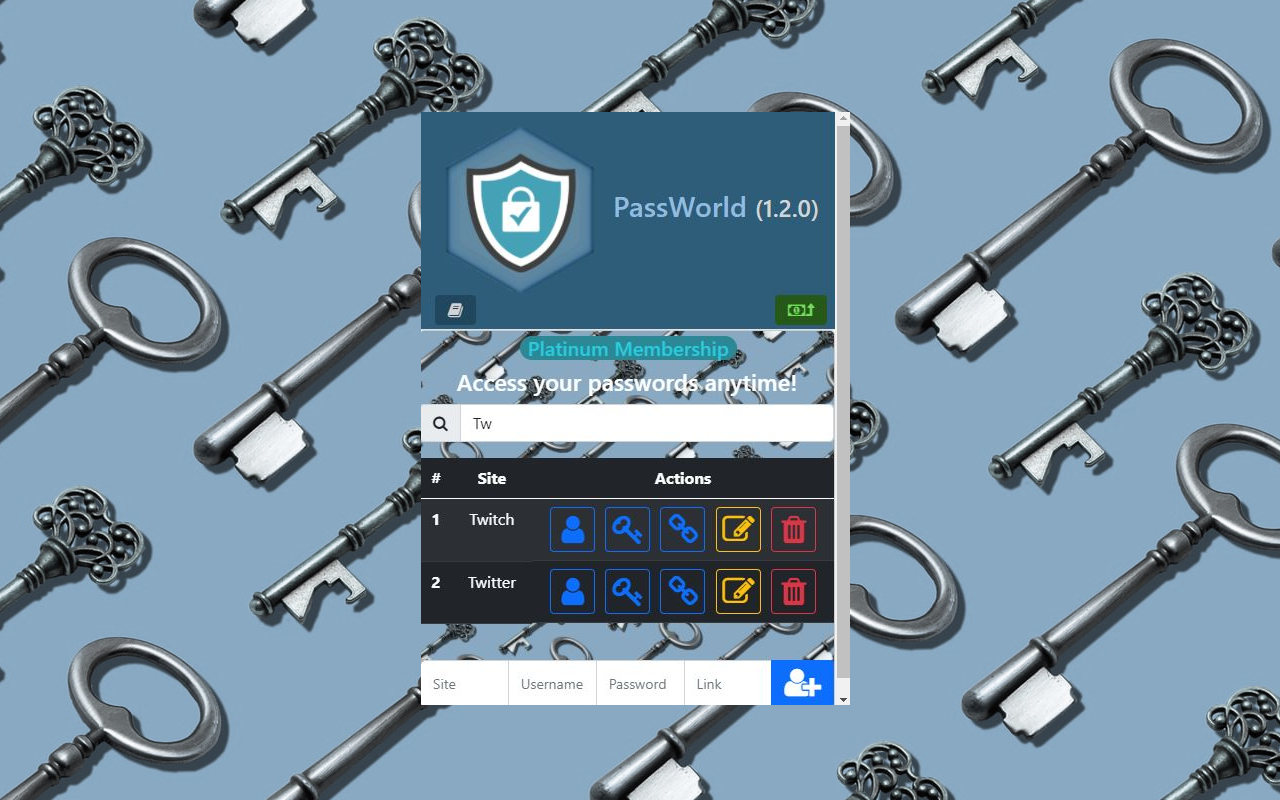 PassWorld (1.2.0)
Platinum Membership
Access your passwords anytime!
Tw
# Site Actions
1 Twitch
2 Twitter
Site Username Password Link